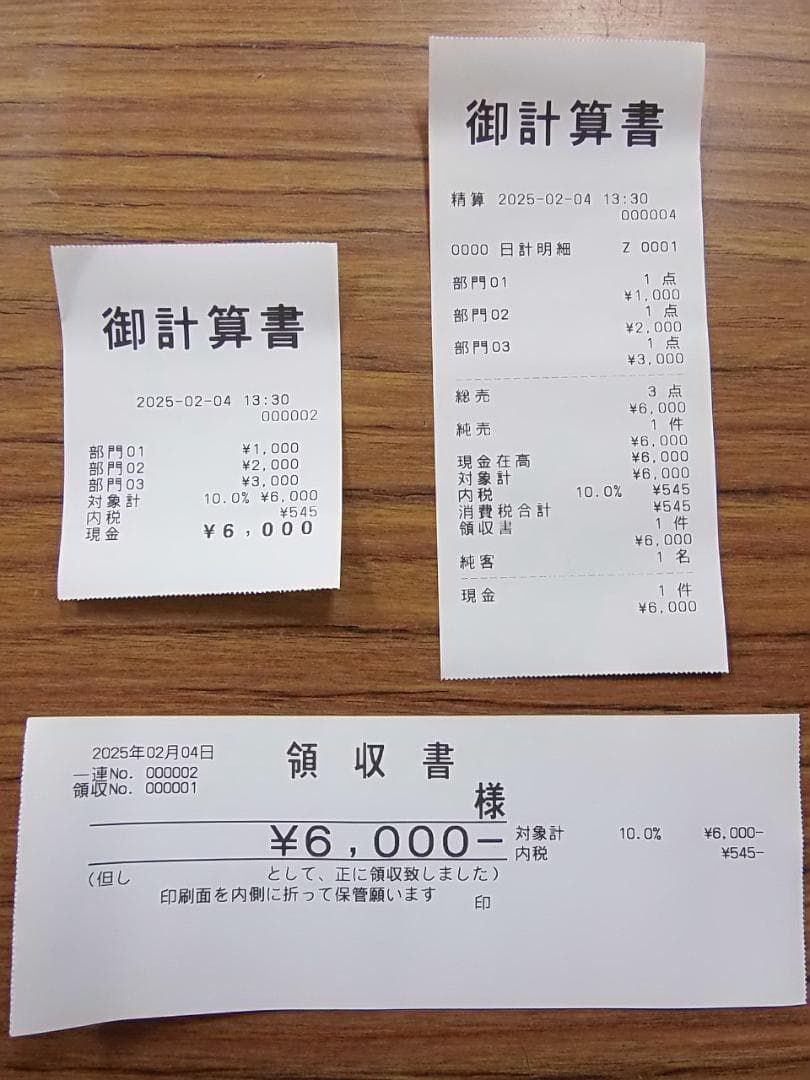 御計算書
2025-02-04 13:30
000002
部門01 ¥1,000
部門02 ¥2,000
部門03 ¥3,000
対象計 10.0% ¥6,000
内税 ¥545
現金 ¥6,000
御計算書
精算 2025-02-04 13:30
000004
0000 日計明細 Z 0001
部門01 1 点
¥1,000
部門02 1 点
¥2,000
部門03 1 点
¥3,000
総売 3 点
¥6,000
純売 1 件
¥6,000
現金在高 ¥6,000
対象計 ¥6,000
内税 10.0% ¥545
消費税合計 ¥545
領収書 1 件
¥6,000
純客 1 名
現金 1 件
¥6,000
2025年02月04日
一連No. 000002
領収No. 000001
領収書
様
¥6,000-
対象計 10.0% ¥6,000-
内税 ¥545-
(但し として、正に領収致しました)
印刷面を内側に折って保管願います 印